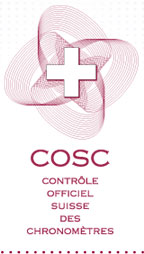 COSC
CONTRÔLE
OFFICIEL
SUISSE
DES
CHRONOMÈTRES